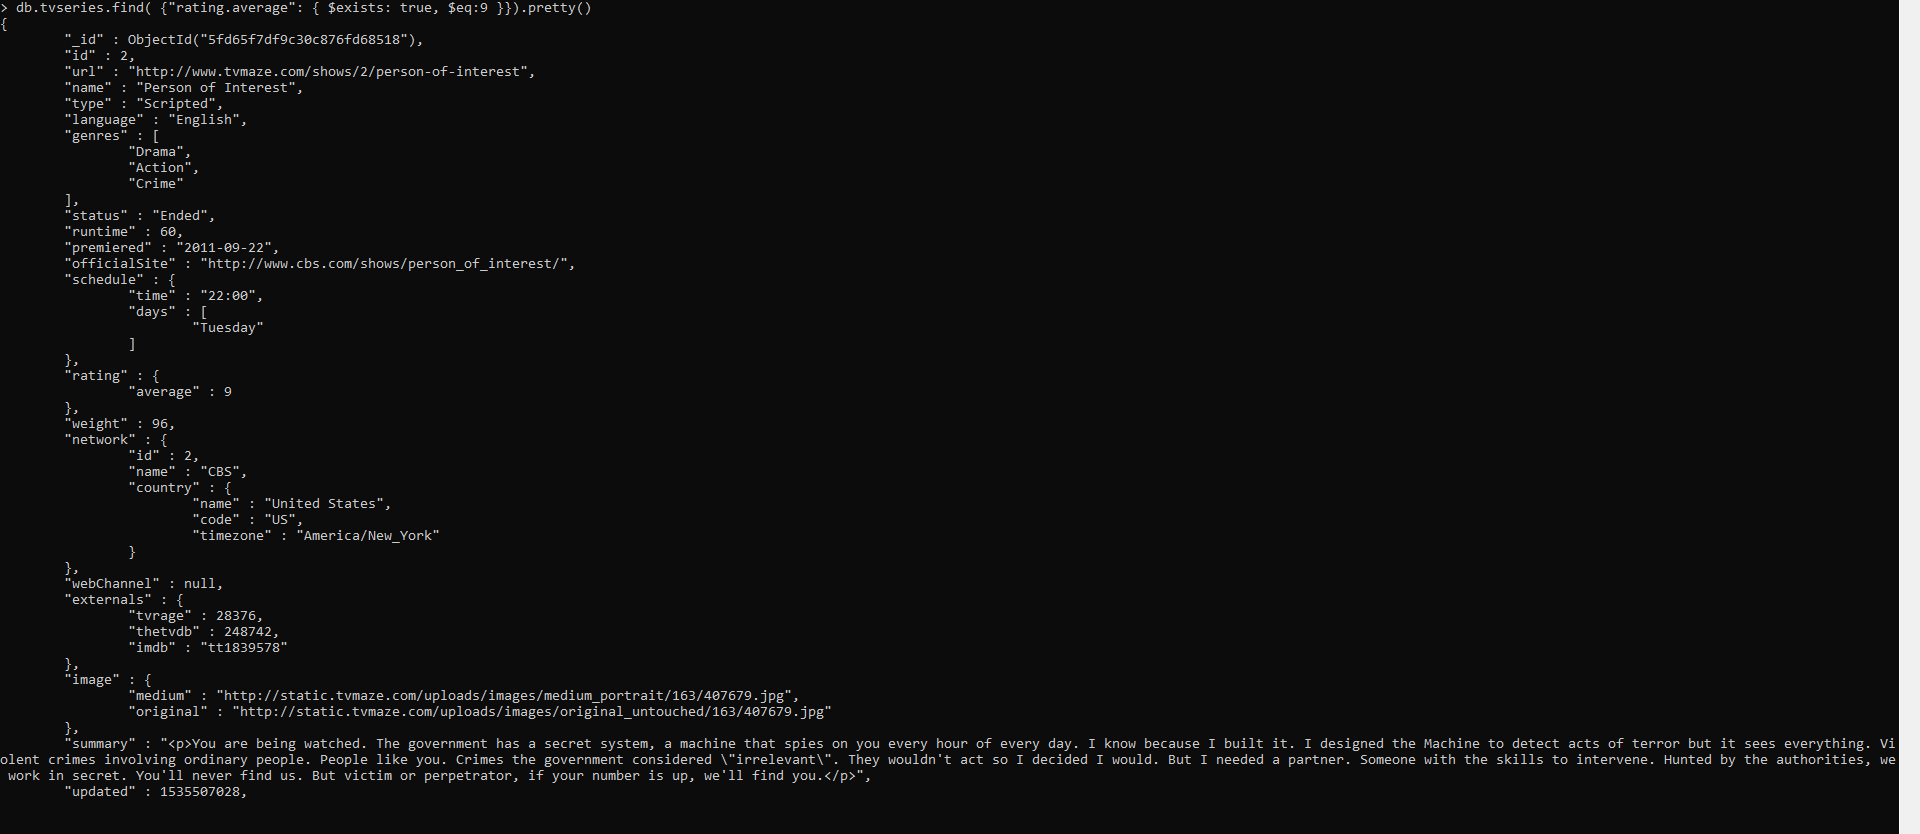 > db.tvseries.find( {"rating.average": { $exists: true, $eq:9 }}).pretty()
{
        "_id" : ObjectId("5fd65f7df9c30c876fd68518"),
        "id" : 2,
        "url" : "http://www.tvmaze.com/shows/2/person-of-interest",
        "name" : "Person of Interest",
        "type" : "Scripted",
        "language" : "English",
        "genres" : [
                "Drama",
                "Action",
                "Crime"
        ],
        "status" : "Ended",
        "runtime" : 60,
        "premiered" : "2011-09-22",
        "officialSite" : "http://www.cbs.com/shows/person_of_interest/",
        "schedule" : {
                "time" : "22:00",
                "days" : [
                        "Tuesday"
                ]
        },
        "rating" : {
                "average" : 9
        },
        "weight" : 96,
        "network" : {
                "id" : 2,
                "name" : "CBS",
                "country" : {
                        "name" : "United States",
                        "code" : "US",
                        "timezone" : "America/New_York"
                }
        },
        "webChannel" : null,
        "externals" : {
                "tvrage" : 28376,
                "thetvdb" : 248742,
                "imdb" : "tt1839578"
        },
        "image" : {
                "medium" : "http://static.tvmaze.com/uploads/images/medium_portrait/163/407679.jpg",
                "original" : "http://static.tvmaze.com/uploads/images/original_untouched/163/407679.jpg"
        },
        "summary" : "<p>You are being watched. The government has a secret system, a machine that spies on you every hour of every day. I know because I built it. I designed the Machine to detect acts of terror but it sees everything. Vi
olent crimes involving ordinary people. People like you. Crimes the government considered \"irrelevant\". They wouldn't act so I decided I would. But I needed a partner. Someone with the skills to intervene. Hunted by the authorities, we
 work in secret. You'll never find us. But victim or perpetrator, if your number is up, we'll find you.</p>",
        "updated" : 1535507028,